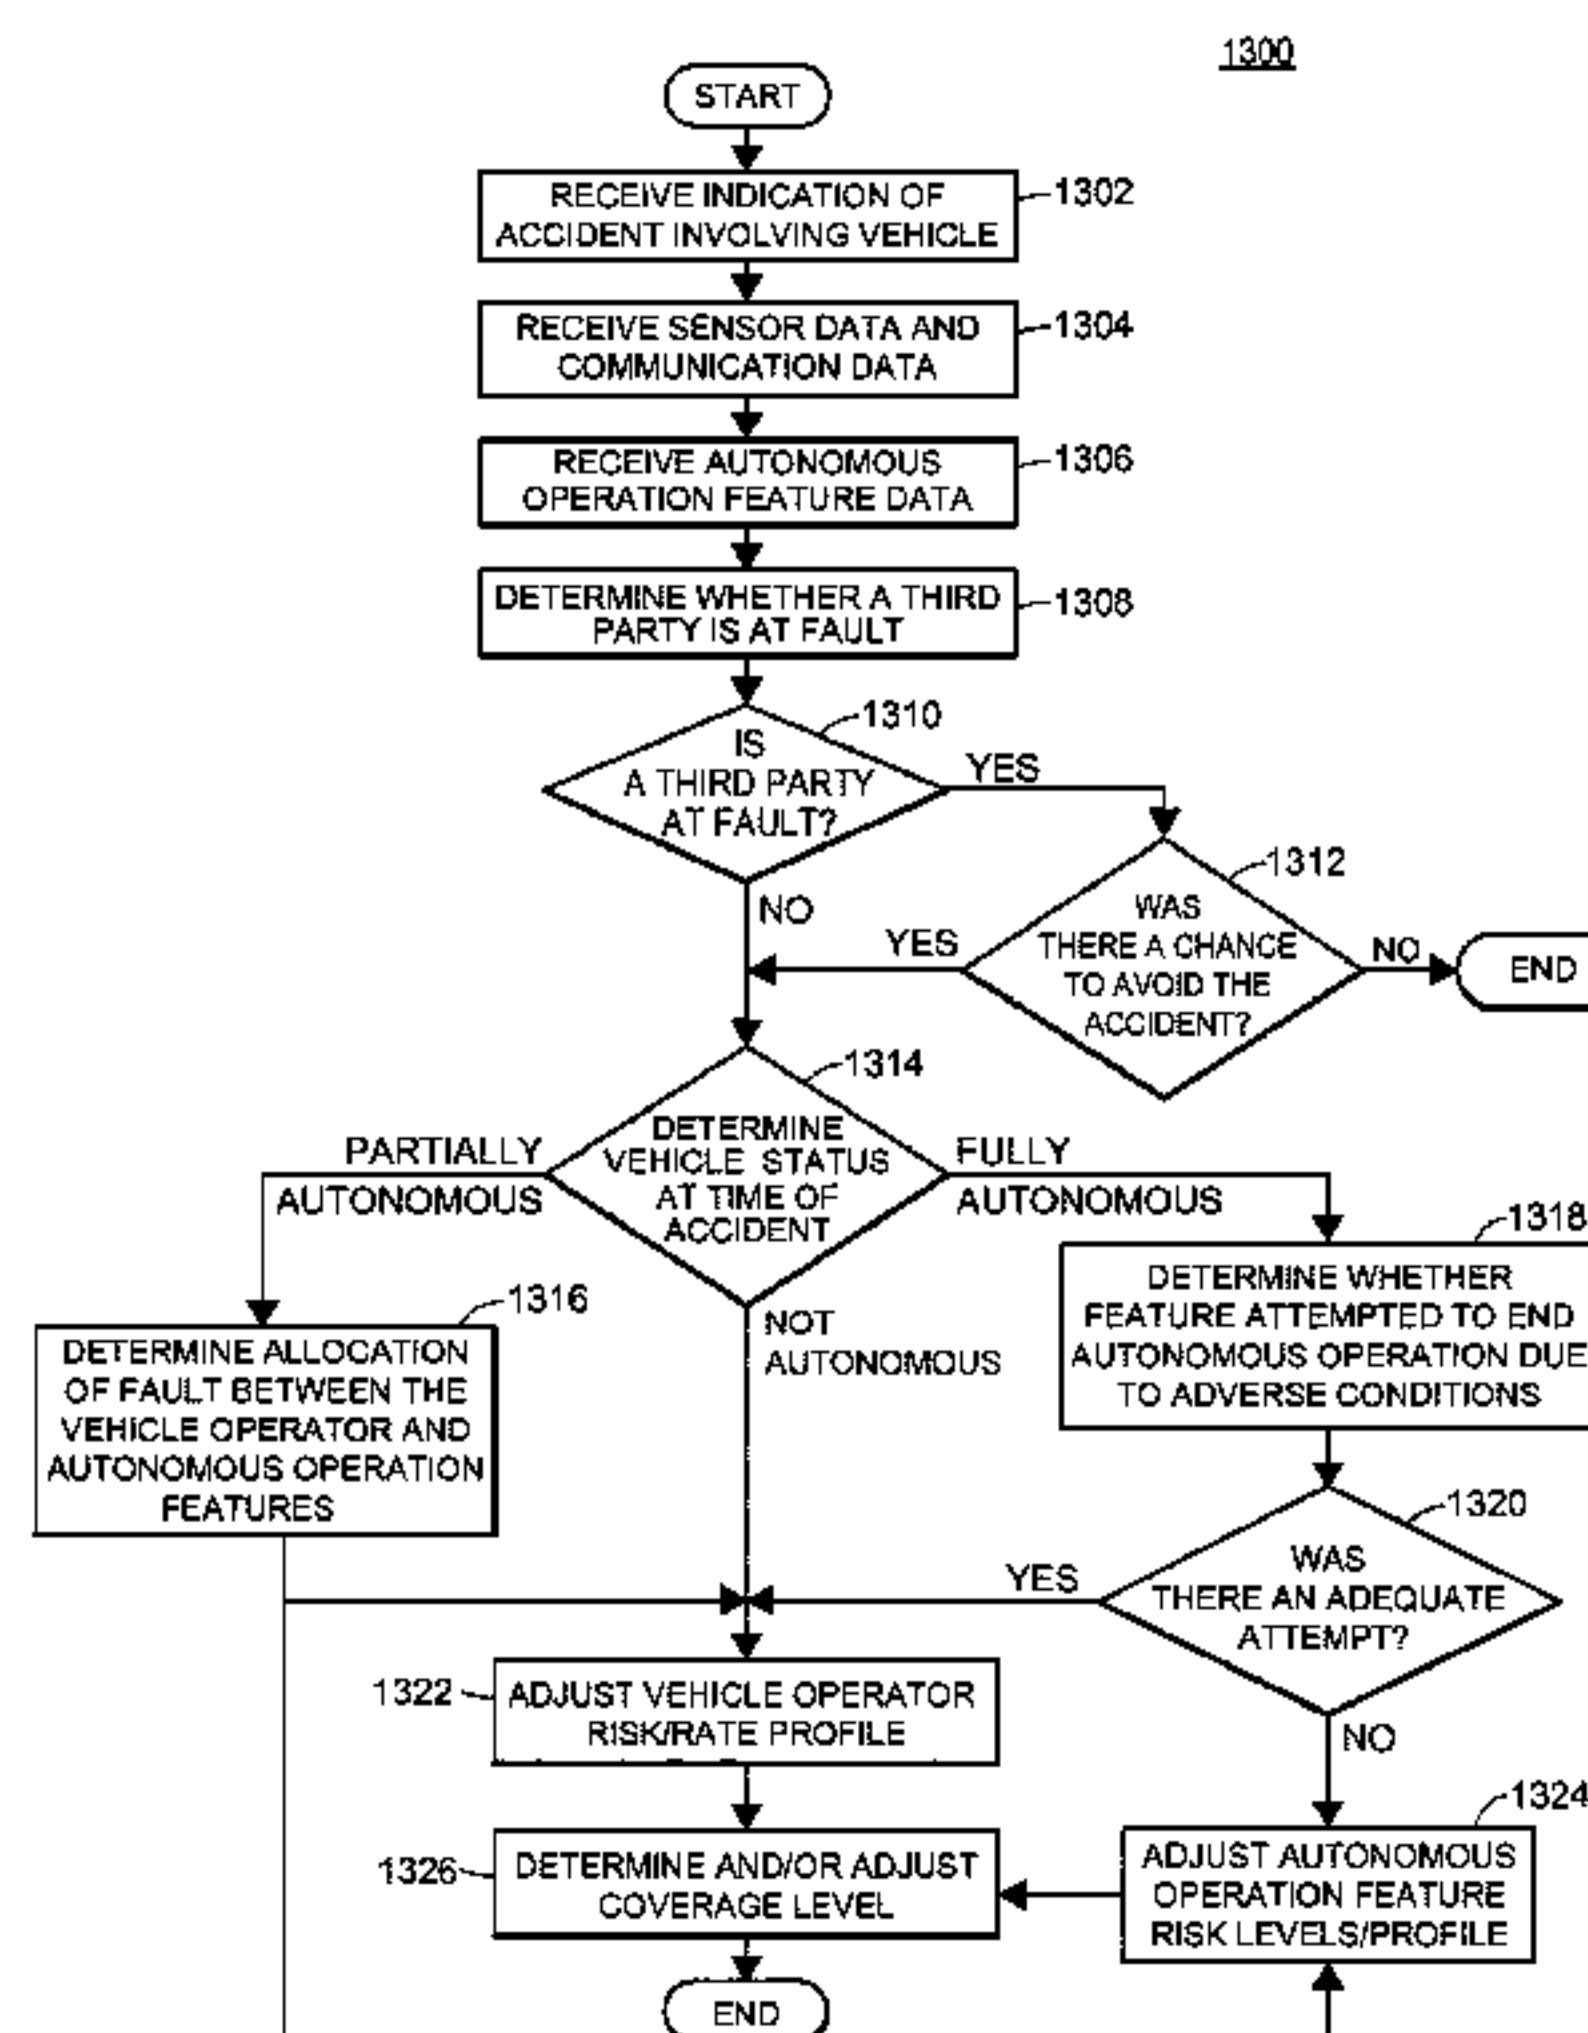 1300
START
RECEIVE INDICATION OF
ACCIDENT INVOLVING VEHICLE
1302
RECEIVE SENSOR DATA AND
COMMUNICATION DATA
1304
RECEIVE AUTONOMOUS
OPERATION FEATURE DATA
1306
DETERMINE WHETHER A THIRD
PARTY IS AT FAULT
1308
1310
IS
A THIRD PARTY
AT FAULT?
YES
NO
1312
WAS
THERE A CHANCE
TO AVOID THE
ACCIDENT?
YES
NO
END
1314
DETERMINE
VEHICLE STATUS
AT TIME OF
ACCIDENT
PARTIALLY
AUTONOMOUS
FULLY
AUTONOMOUS
NOT
AUTONOMOUS
1316
DETERMINE ALLOCATION
OF FAULT BETWEEN THE
VEHICLE OPERATOR AND
AUTONOMOUS OPERATION
FEATURES
1318
DETERMINE WHETHER
FEATURE ATTEMPTED TO END
AUTONOMOUS OPERATION DUE
TO ADVERSE CONDITIONS
1320
WAS
THERE AN ADEQUATE
ATTEMPT?
YES
NO
1322
ADJUST VEHICLE OPERATOR
RISK/RATE PROFILE
1324
ADJUST AUTONOMOUS
OPERATION FEATURE
RISK LEVELS/PROFILE
1326
DETERMINE AND/OR ADJUST
COVERAGE LEVEL
END